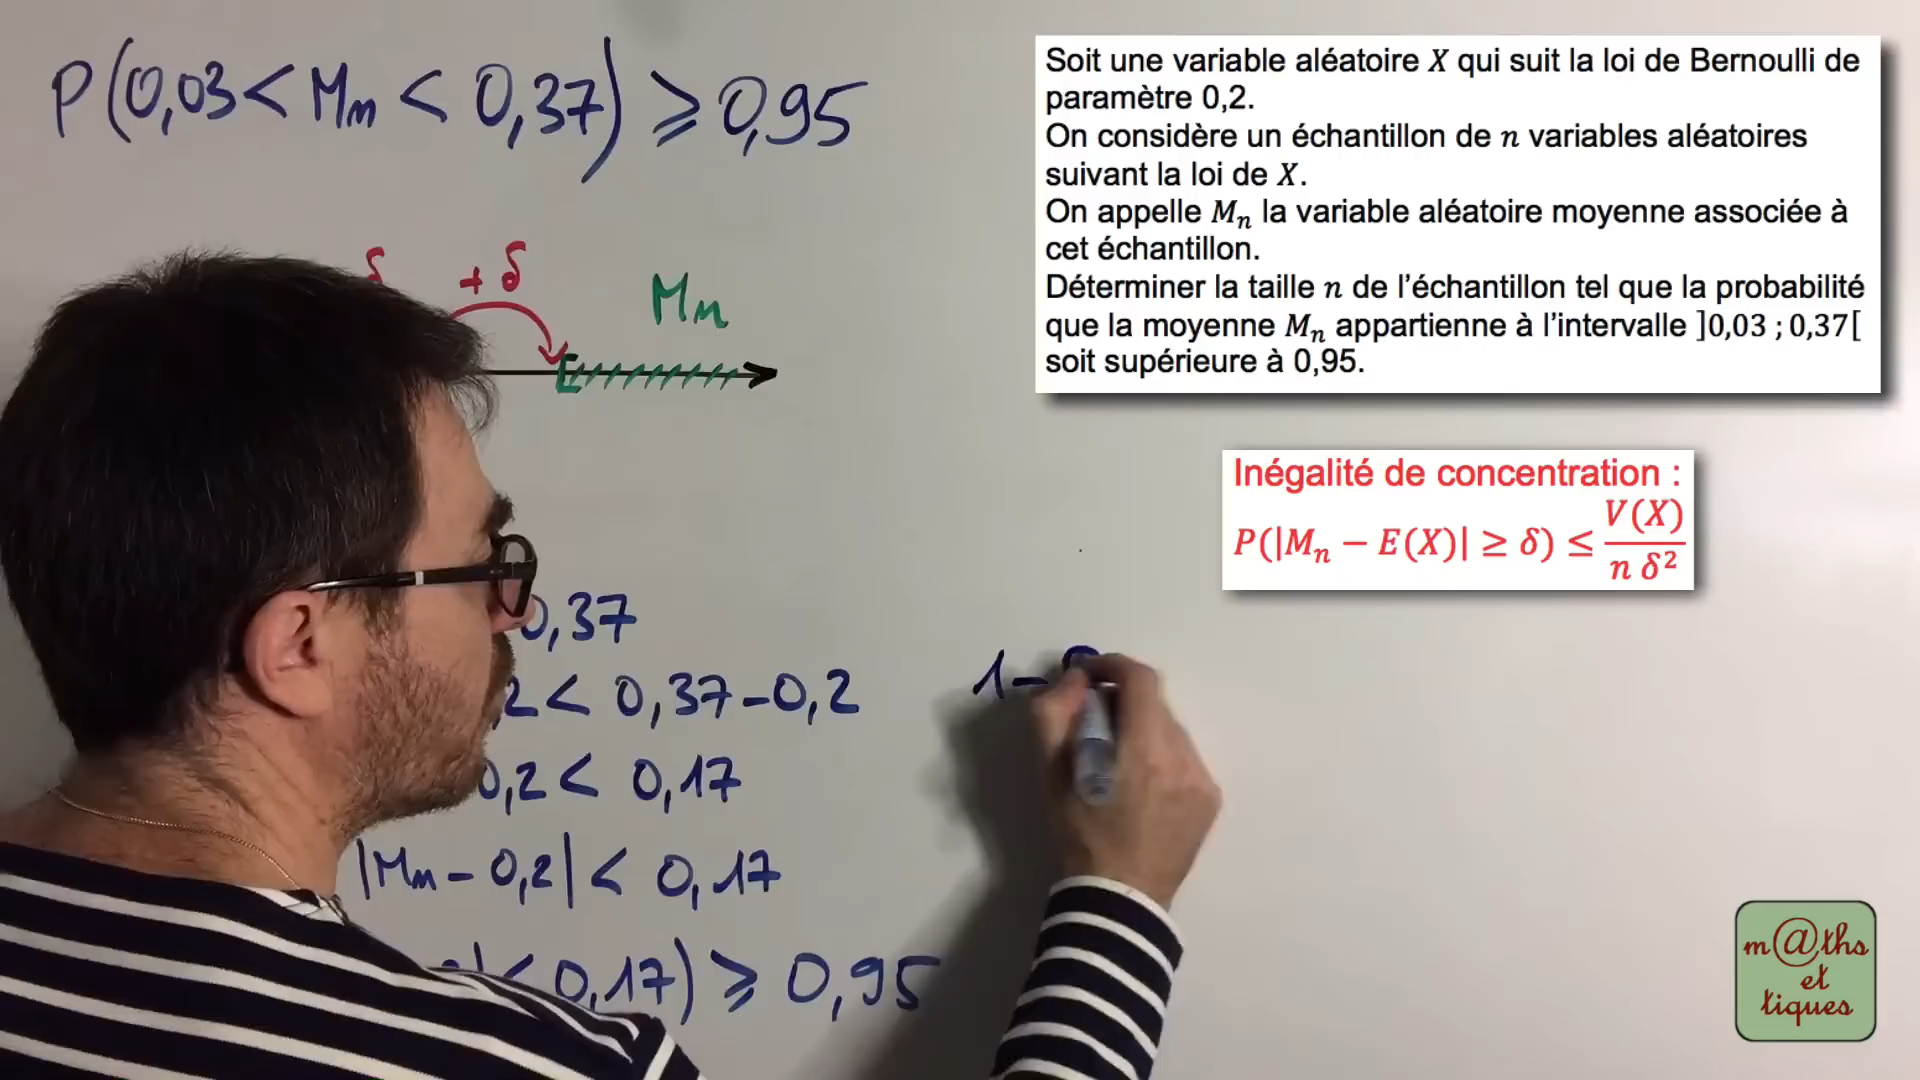 P(0,03 < Mn < 0,37) ⩾ 0,95
δ
+ δ
Mn
0,37
2 < 0,37 - 0,2
0,2 < 0,17
|Mn - 0,2| < 0,17
| < 0,17) ⩾ 0,95
1 -
Soit une variable aléatoire X qui suit la loi de Bernoulli de
paramètre 0,2.
On considère un échantillon de n variables aléatoires
suivant la loi de X.
On appelle Mn la variable aléatoire moyenne associée à
cet échantillon.
Déterminer la taille n de l'échantillon tel que la probabilité
que la moyenne Mn appartienne à l'intervalle ]0,03 ; 0,37[
soit supérieure à 0,95.
Inégalité de concentration :
P(|Mn − E(X)| ≥ δ) ≤ V(X) / n δ²
m@ths
et
tiques